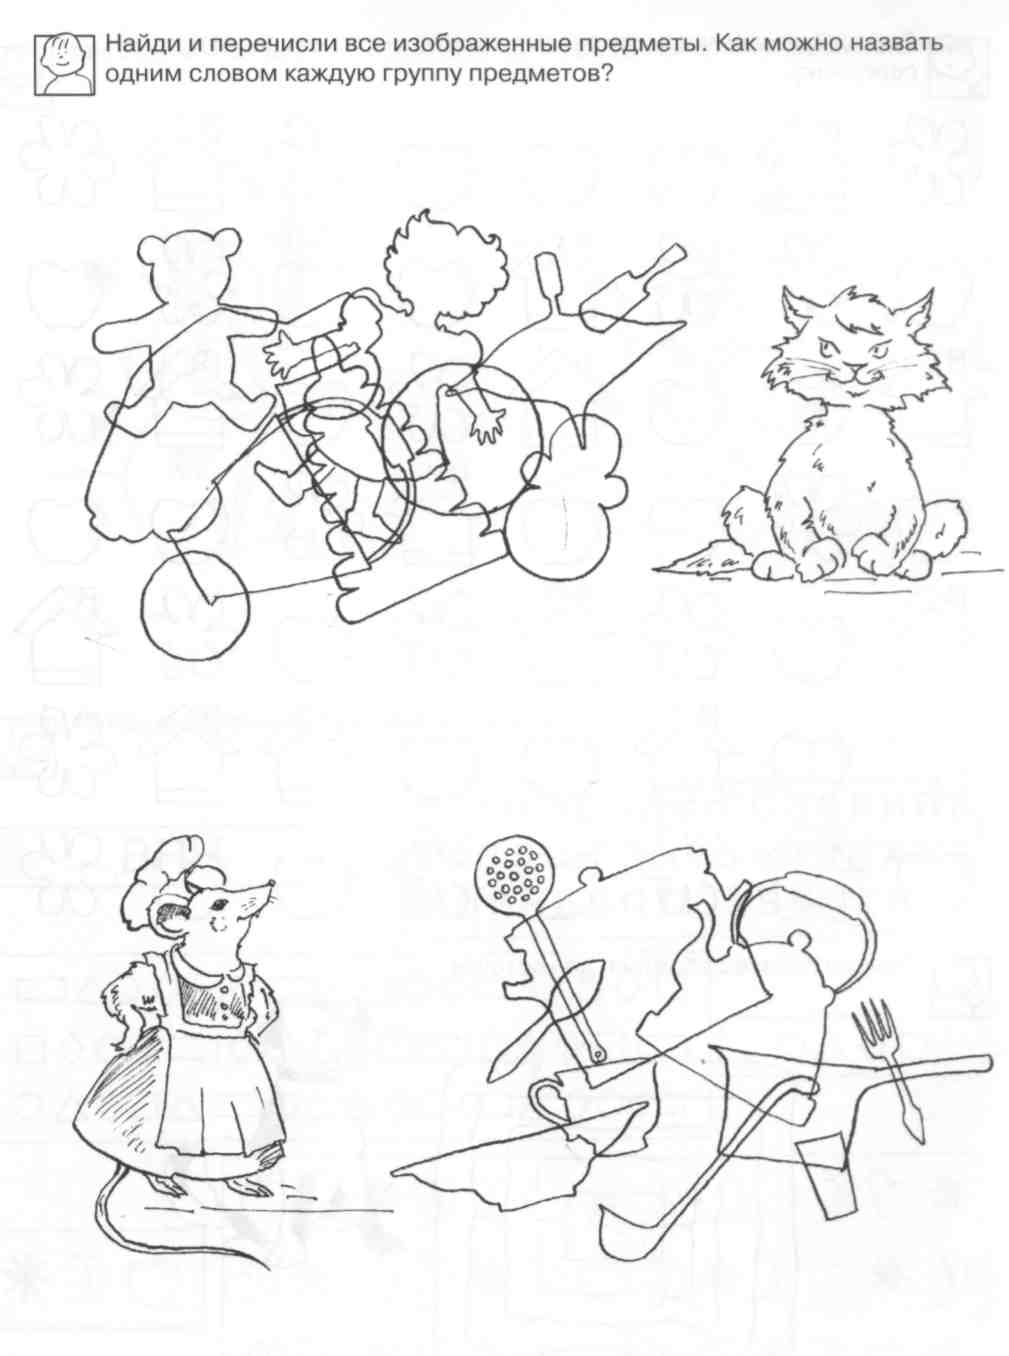 Найди и перечисли все изображенные предметы. Как можно назвать
одним словом каждую группу предметов?